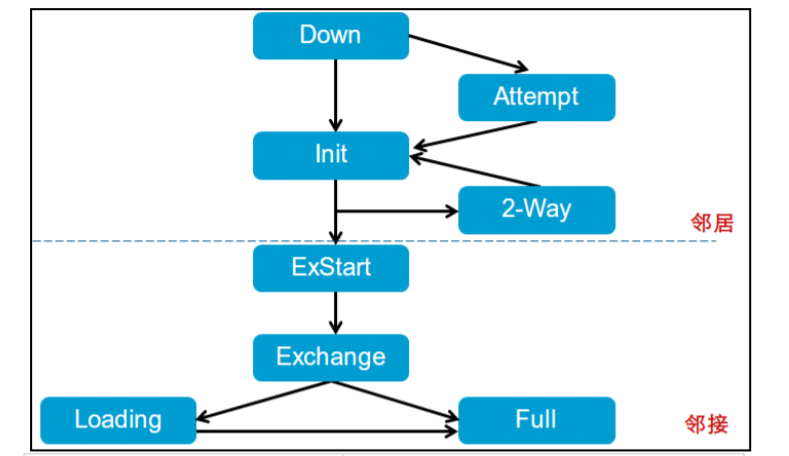 Down
Attempt
Init
2-Way
邻居
ExStart
Exchange
Loading
Full
邻接